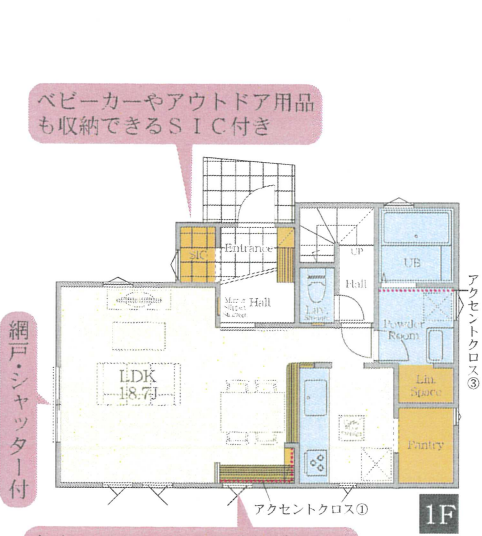 ベビーカーやアウトドア用品
も収納できるＳＩＣ付き
SIC
Entrance
UP
UB
Hall
Hall
アクセントクロス③
Powder
Room
網戸・シャッター付
LDK
18.7J
Lin.
Space
Pantry
アクセントクロス①
1F